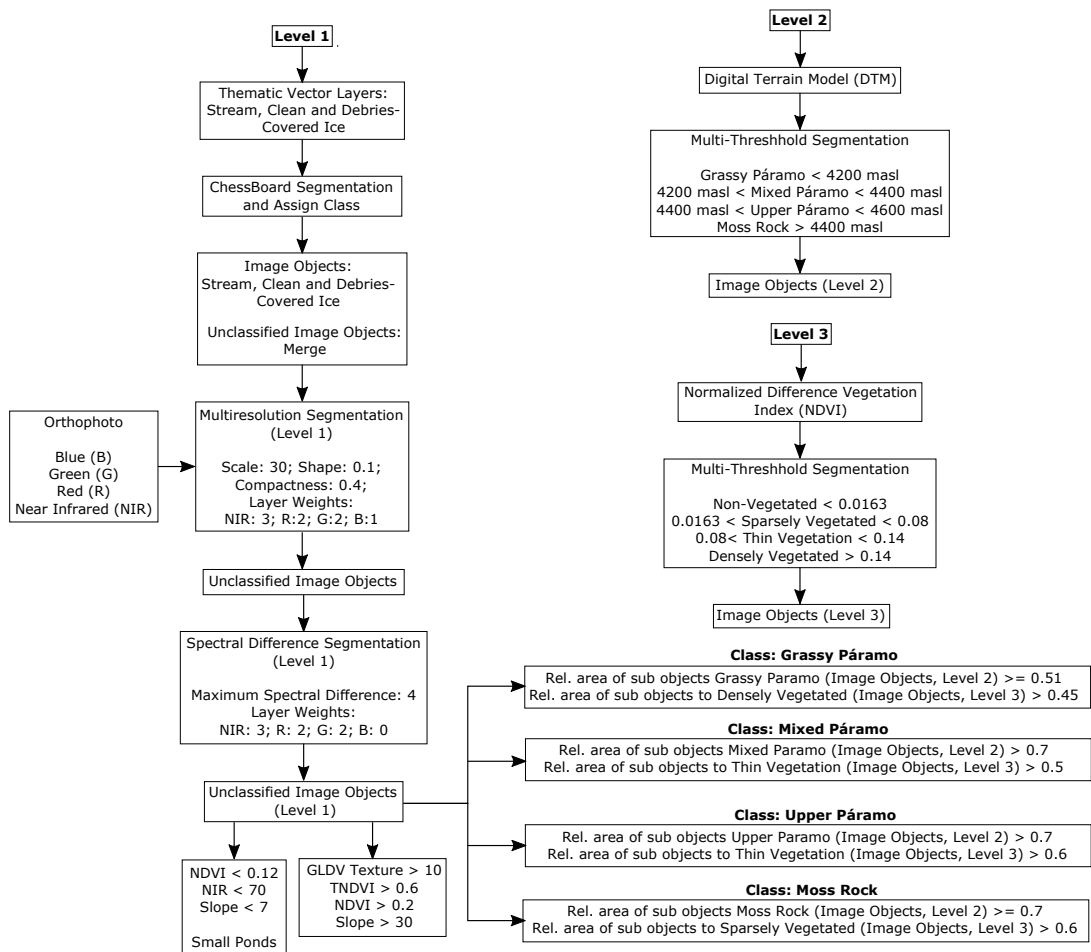 Level 1
Thematic Vector Layers:
Stream, Clean and Debries-
Covered Ice
ChessBoard Segmentation
and Assign Class
Image Objects:
Stream, Clean and Debries-
Covered Ice
Unclassified Image Objects:
Merge
Orthophoto
Blue (B)
Green (G)
Red (R)
Near Infrared (NIR)
Multiresolution Segmentation
(Level 1)
Scale: 30; Shape: 0.1;
Compactness: 0.4;
Layer Weights:
NIR: 3; R:2; G:2; B:1
Unclassified Image Objects
Spectral Difference Segmentation
(Level 1)
Maximum Spectral Difference: 4
Layer Weights:
NIR: 3; R: 2; G: 2; B: 0
Unclassified Image Objects
(Level 1)
NDVI < 0.12
NIR < 70
Slope < 7
Small Ponds
GLDV Texture > 10
TNDVI > 0.6
NDVI > 0.2
Slope > 30
Level 2
Digital Terrain Model (DTM)
Multi-Threshhold Segmentation
Grassy Páramo < 4200 masl
4200 masl < Mixed Páramo < 4400 masl
4400 masl < Upper Páramo < 4600 masl
Moss Rock > 4400 masl
Image Objects (Level 2)
Level 3
Normalized Difference Vegetation
Index (NDVI)
Multi-Threshhold Segmentation
Non-Vegetated < 0.0163
0.0163 < Sparsely Vegetated < 0.08
0.08< Thin Vegetation < 0.14
Densely Vegetated > 0.14
Image Objects (Level 3)
Class: Grassy Páramo
Rel. area of sub objects Grassy Paramo (Image Objects, Level 2) >= 0.51
Rel. area of sub objects to Densely Vegetated (Image Objects, Level 3) > 0.45
Class: Mixed Páramo
Rel. area of sub objects Mixed Paramo (Image Objects, Level 2) > 0.7
Rel. area of sub objects to Thin Vegetation (Image Objects, Level 3) > 0.5
Class: Upper Páramo
Rel. area of sub objects Upper Paramo (Image Objects, Level 2) > 0.7
Rel. area of sub objects to Thin Vegetation (Image Objects, Level 3) > 0.6
Class: Moss Rock
Rel. area of sub objects Moss Rock (Image Objects, Level 2) >= 0.7
Rel. area of sub objects to Sparsely Vegetated (Image Objects, Level 3) > 0.6